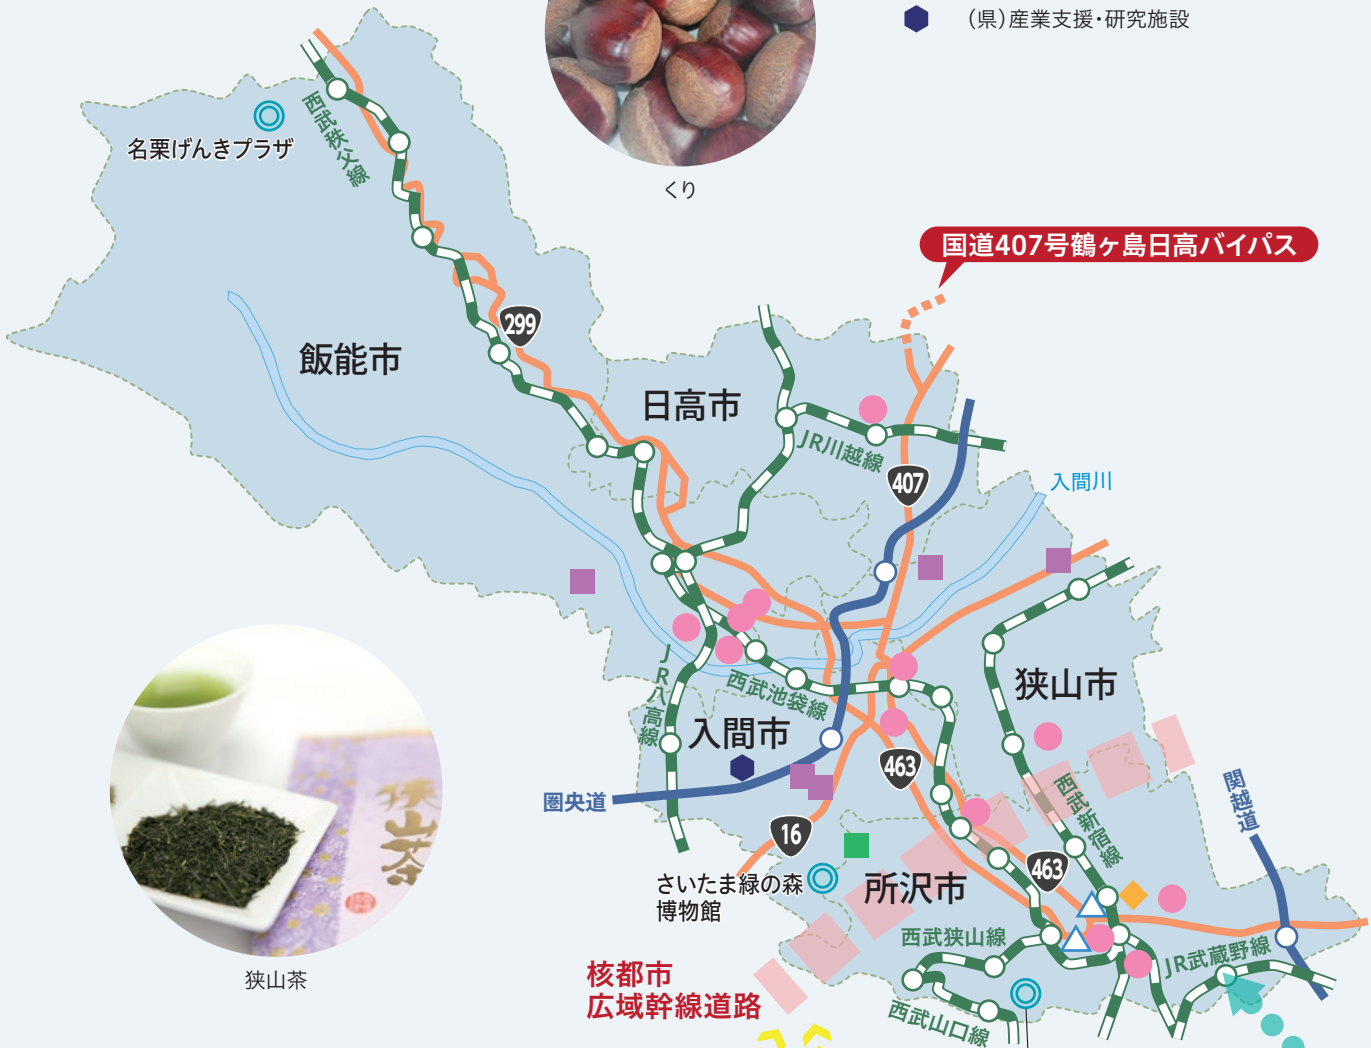 (県)産業支援・研究施設
西武秩父線
名栗げんきプラザ
くり
国道407号鶴ヶ島日高バイパス
299
飯能市
日高市
JR川越線
407
入間川
狭山市
JR八高線
西武池袋線
入間市
463
圏央道
16
西武新宿線
関越道
463
さいたま緑の森
博物館
所沢市
西武狭山線
JR武蔵野線
狭山茶
狭山茶
核都市
広域幹線道路
西武山口線